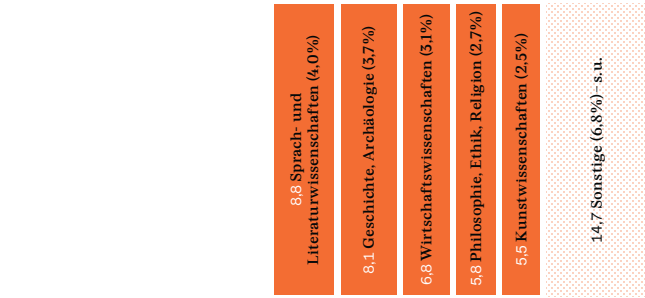 8,8 Sprach- und
Literaturwissenschaften (4,0%)
8,1 Geschichte, Archäologie (3,7%)
6,8 Wirtschaftswissenschaften (3,1%)
5,8 Philosophie, Ethik, Religion (2,7%)
5,5 Kunstwissenschaften (2,5%)
14,7 Sonstige (6,8%)– s.u.